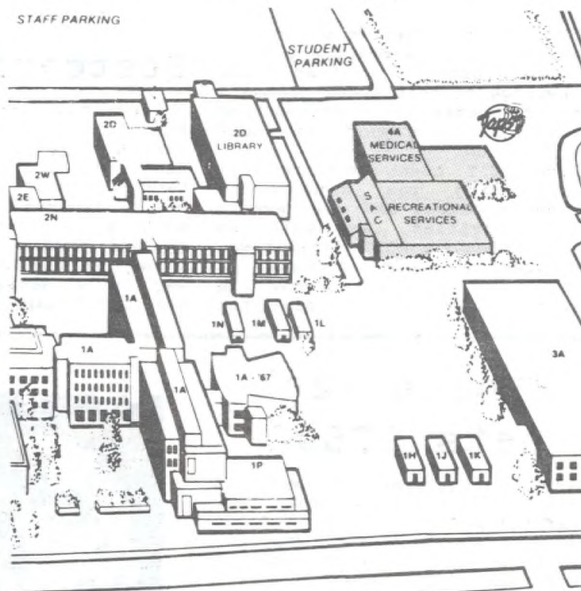 STAFF PARKING
STUDENT
PARKING
2D
2D
LIBRARY
4A
MEDICAL
SERVICES
Taps
2W
2E
2N
S
A
C
RECREATIONAL
SERVICES
1A
1N
1M
1L
1A
1A
1A - '67
3A
1H
1J
1K
1P